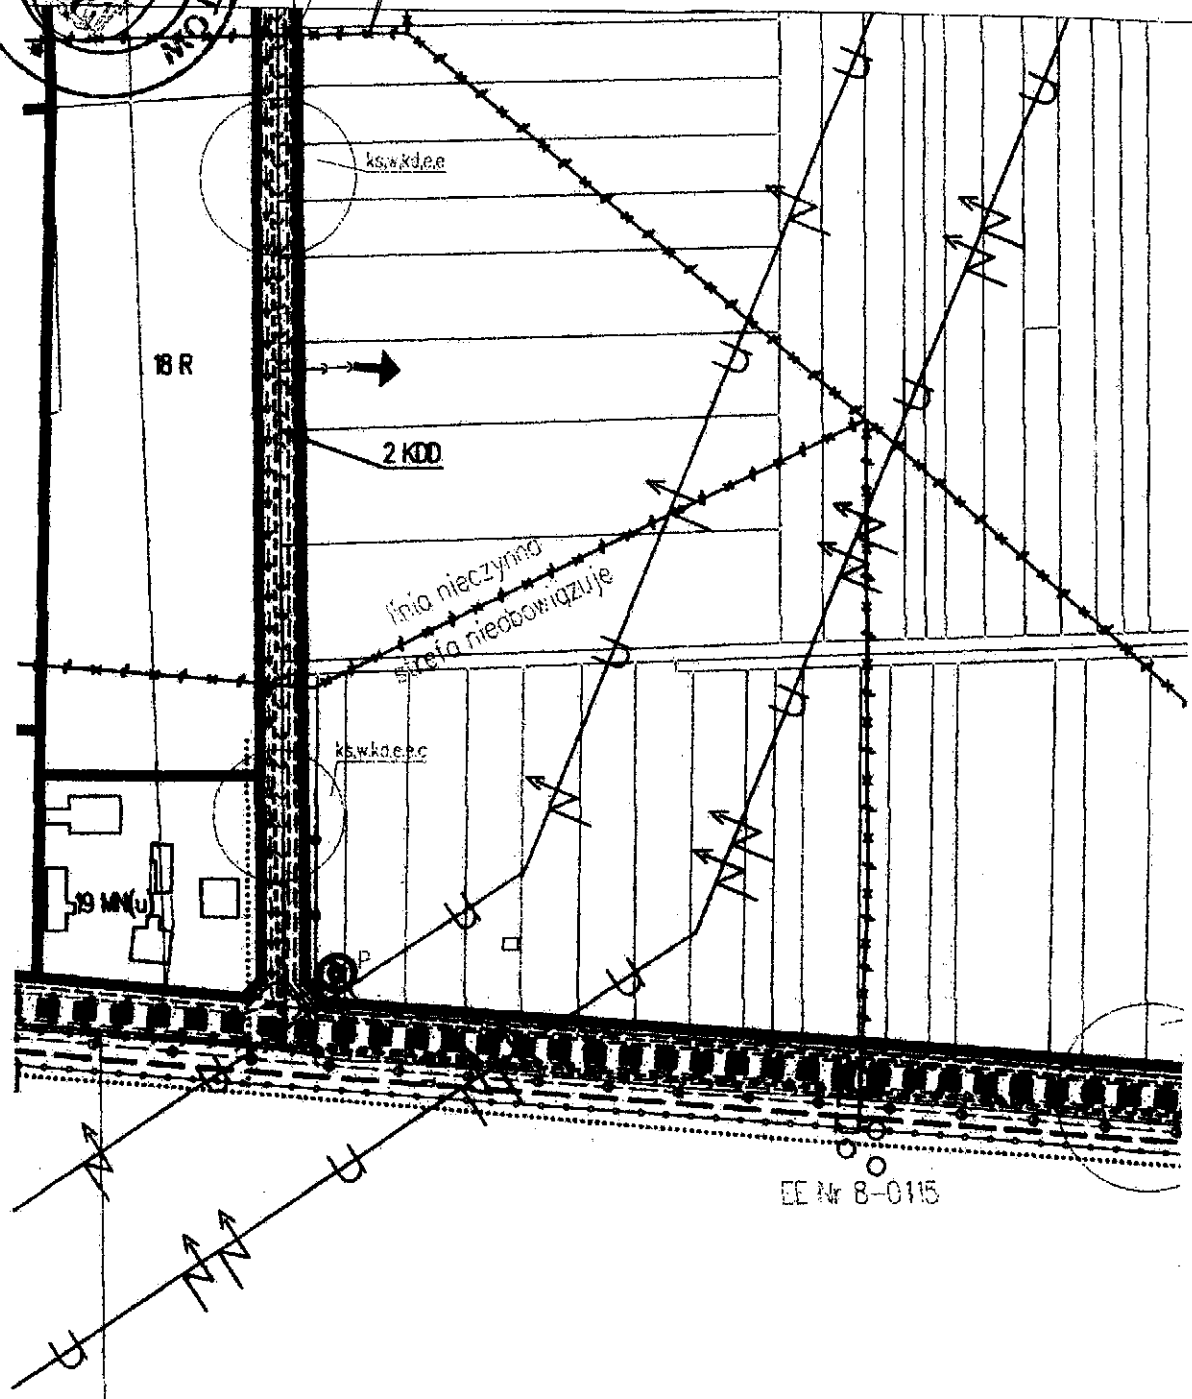 ks,w,kd,e,e
18 R
2 KDD
linia nieczynna
strefa nieobowiązuje
ks,w,kd,e,e,c
19 MN(u)
P
EE Nr 8-0115